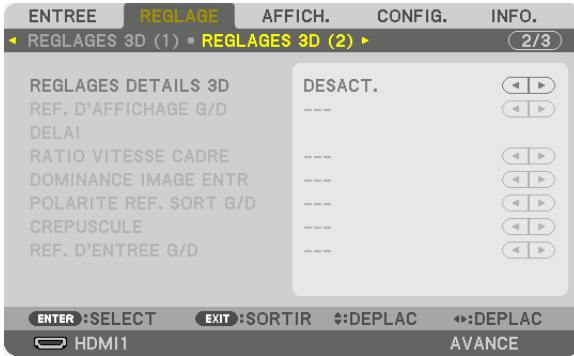 ENTREE REGLAGE AFFICH. CONFIG. INFO.
REGLAGES 3D (1) • REGLAGES 3D (2) 2/3
REGLAGES DETAILS 3D DESACT.
REF. D'AFFICHAGE G/D ---
DELAI
RATIO VITESSE CADRE ---
DOMINANCE IMAGE ENTR ---
POLARITE REF. SORT G/D ---
CREPUSCULE ---
REF. D'ENTREE G/D ---
ENTER :SELECT EXIT :SORTIR :DEPLAC :DEPLAC
HDMI1 AVANCE